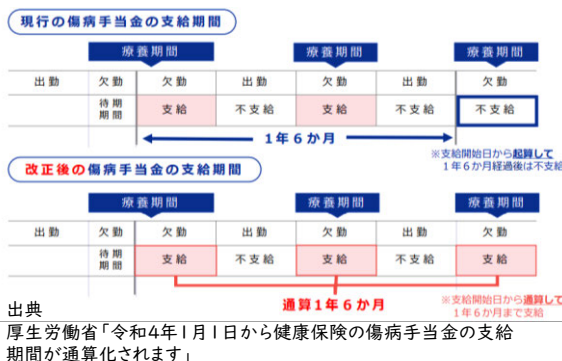 現行の傷病手当金の支給期間
療養期間 療養期間 療養期間
出勤 欠勤 欠勤 出勤 欠勤 出勤 欠勤
待期
期間 支給 不支給 支給 不支給 不支給
1年6か月
※支給開始日から起算して
1年6か月経過後は不支給
改正後の傷病手当金の支給期間
療養期間 療養期間 療養期間
出勤 欠勤 欠勤 出勤 欠勤 出勤 欠勤
待期
期間 支給 不支給 支給 不支給 支給
通算1年6か月
※支給開始日から通算して
1年6か月まで支給
出典
厚生労働省「令和4年1月1日から健康保険の傷病手当金の支給
期間が通算化されます」